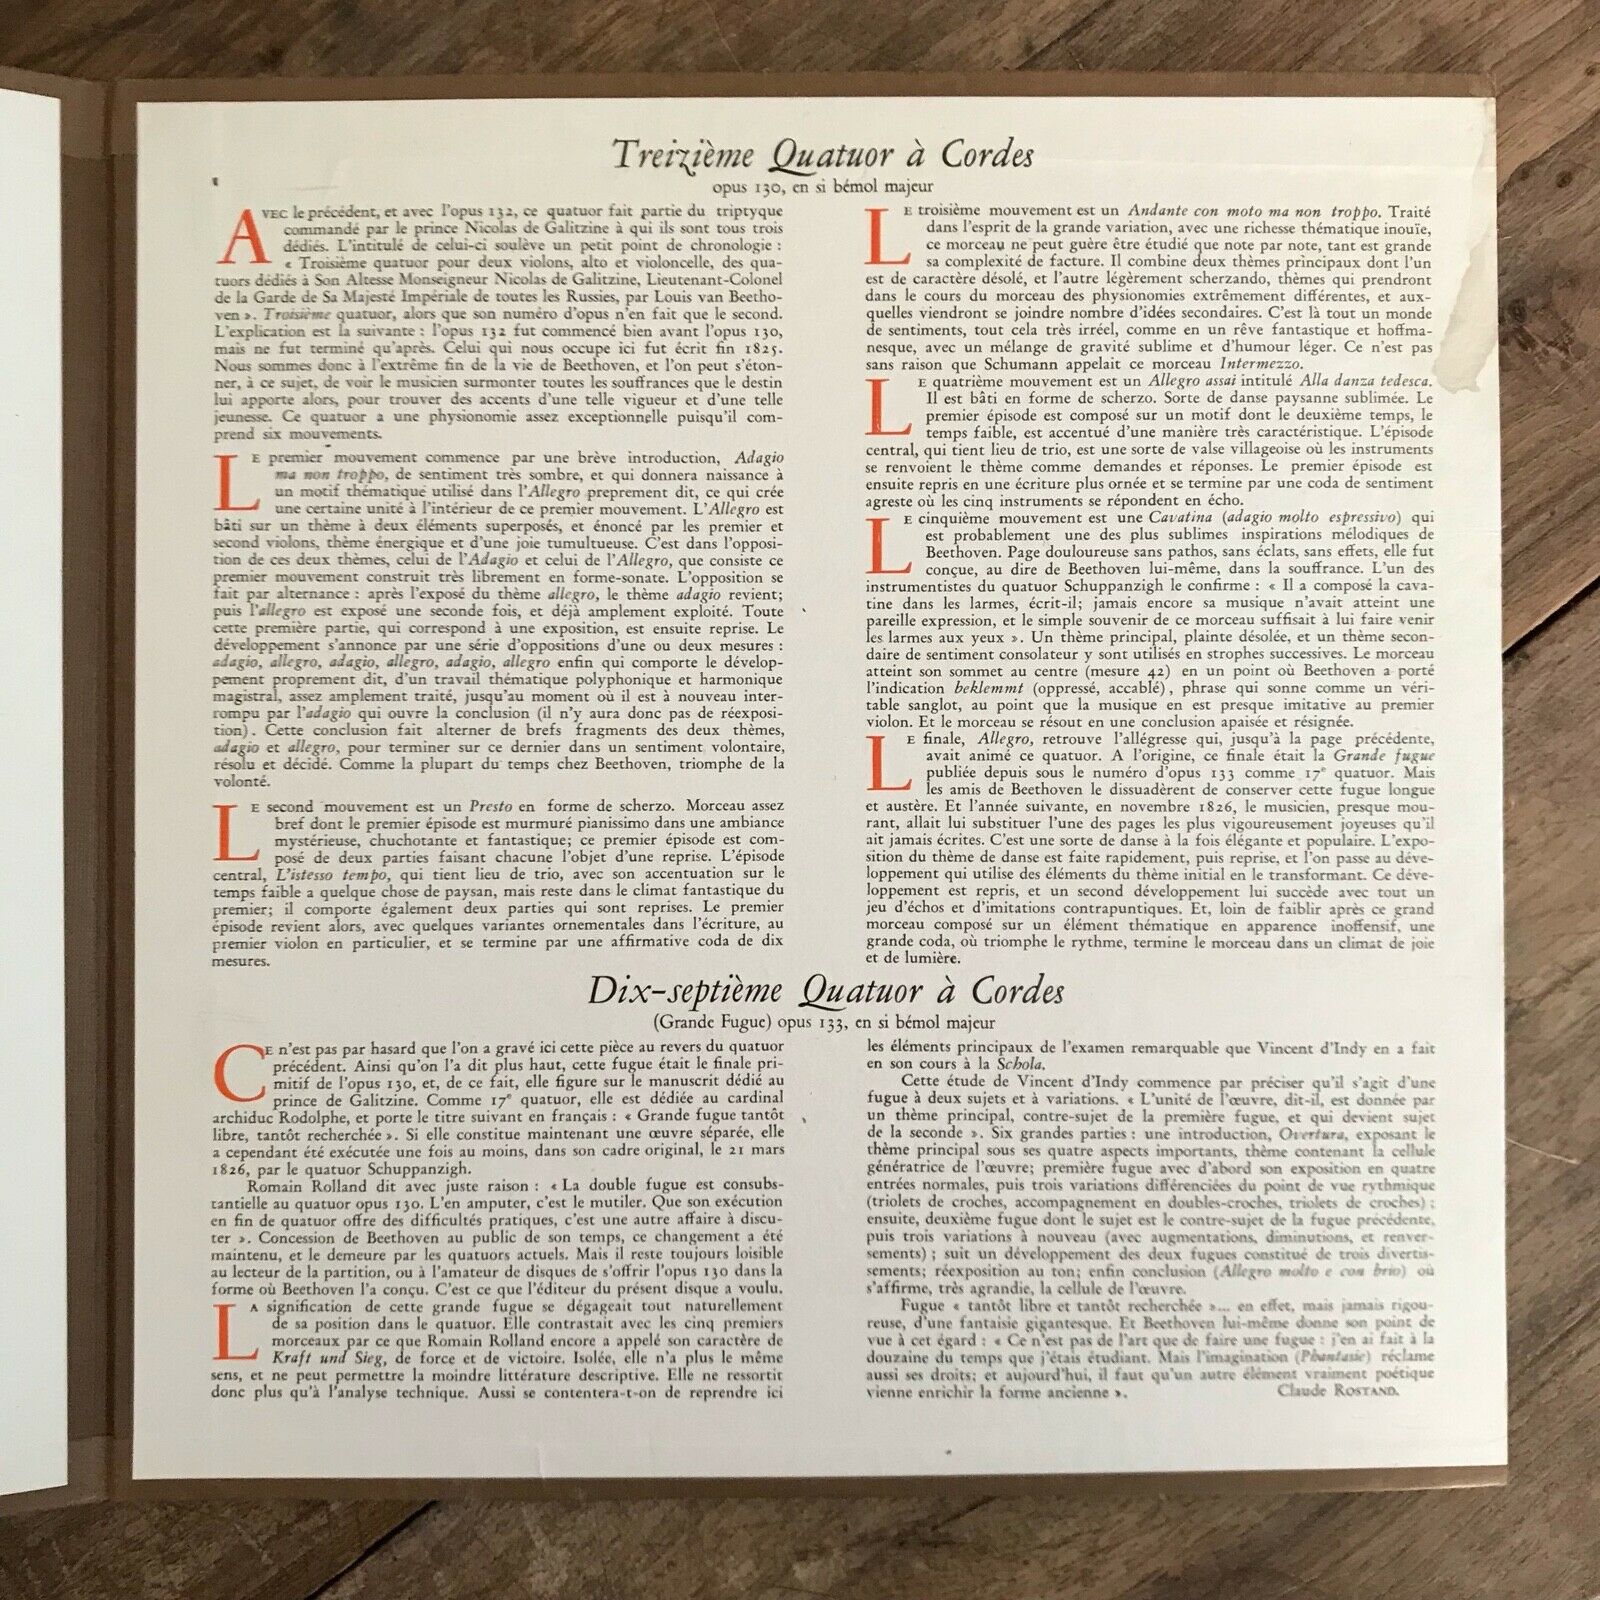 Treizième Quatuor à Cordes
opus 130, en si bémol majeur
AVEC le précédent, et avec l'opus 132, ce quatuor fait partie du triptyque
commandé par le prince Nicolas de Galitzine à qui ils sont tous trois
dédiés. L'intitulé de celui-ci soulève un petit point de chronologie :
« Troisième quatuor pour deux violons, alto et violoncelle, des qua-
tuors dédiés à Son Altesse Monseigneur Nicolas de Galitzine, Lieutenant-Colonel
de la Garde de Sa Majesté Impériale de toutes les Russies, par Louis van Beetho-
ven ». Troisième quatuor, alors que son numéro d'opus n'en fait que le second.
L'explication est la suivante : l'opus 132 fut commencé bien avant l'opus 130,
mais ne fut terminé qu'après. Celui qui nous occupe ici fut écrit fin 1825.
Nous sommes donc à l'extrême fin de la vie de Beethoven, et l'on peut s'éton-
ner, à ce sujet, de voir le musicien surmonter toutes les souffrances que le destin
lui apporte alors, pour trouver des accents d'une telle vigueur et d'une telle
jeunesse. Ce quatuor a une physionomie assez exceptionnelle puisqu'il com-
prend six mouvements.
LE premier mouvement commence par une brève introduction, Adagio
ma non troppo, de sentiment très sombre, et qui donnera naissance à
un motif thématique utilisé dans l'Allegro preprement dit, ce qui crée
une certaine unité à l'intérieur de ce premier mouvement. L'Allegro est
bâti sur un thème à deux éléments superposés, et énoncé par les premier et
second violons, thème énergique et d'une joie tumultueuse. C'est dans l'opposi-
tion de ces deux thèmes, celui de l'Adagio et celui de l'Allegro, que consiste ce
premier mouvement construit très librement en forme-sonate. L'opposition se
fait par alternance : après l'exposé du thème allegro, le thème adagio revient;
puis l'allegro est exposé une seconde fois, et déjà amplement exploité. Toute
cette première partie, qui correspond à une exposition, est ensuite reprise. Le
développement s'annonce par une série d'oppositions d'une ou deux mesures :
adagio, allegro, adagio, allegro, adagio, allegro enfin qui comporte le dévelop-
pement proprement dit, d'un travail thématique polyphonique et harmonique
magistral, assez amplement traité, jusqu'au moment où il est à nouveau inter-
rompu par l'adagio qui ouvre la conclusion (il n'y aura donc pas de réexposi-
tion). Cette conclusion fait alterner de brefs fragments des deux thèmes,
adagio et allegro, pour terminer sur ce dernier dans un sentiment volontaire,
résolu et décidé. Comme la plupart du temps chez Beethoven, triomphe de la
volonté.
LE second mouvement est un Presto en forme de scherzo. Morceau assez
bref dont le premier épisode est murmuré pianissimo dans une ambiance
mystérieuse, chuchotante et fantastique; ce premier épisode est com-
posé de deux parties faisant chacune l'objet d'une reprise. L'épisode
central, L'istesso tempo, qui tient lieu de trio, avec son accentuation sur le
temps faible a quelque chose de paysan, mais reste dans le climat fantastique du
premier; il comporte également deux parties qui sont reprises. Le premier
épisode revient alors, avec quelques variantes ornementales dans l'écriture, au
premier violon en particulier, et se termine par une affirmative coda de dix
mesures.
LE troisième mouvement est un Andante con moto ma non troppo. Traité
dans l'esprit de la grande variation, avec une richesse thématique inouïe,
ce morceau ne peut guère être étudié que note par note, tant est grande
sa complexité de facture. Il combine deux thèmes principaux dont l'un
est de caractère désolé, et l'autre légèrement scherzando, thèmes qui prendront
dans le cours du morceau des physionomies extrêmement différentes, et aux-
quelles viendront se joindre nombre d'idées secondaires. C'est là tout un monde
de sentiments, tout cela très irréel, comme en un rêve fantastique et hoffma-
nesque, avec un mélange de gravité sublime et d'humour léger. Ce n'est pas
sans raison que Schumann appelait ce morceau Intermezzo.
LE quatrième mouvement est un Allegro assai intitulé Alla danza tedesca.
Il est bâti en forme de scherzo. Sorte de danse paysanne sublimée. Le
premier épisode est composé sur un motif dont le deuxième temps, le
temps faible, est accentué d'une manière très caractéristique. L'épisode
central, qui tient lieu de trio, est une sorte de valse villageoise où les instruments
se renvoient le thème comme demandes et réponses. Le premier épisode est
ensuite repris en une écriture plus ornée et se termine par une coda de sentiment
agreste où les cinq instruments se répondent en écho.
LE cinquième mouvement est une Cavatina (adagio molto espressivo) qui
est probablement une des plus sublimes inspirations mélodiques de
Beethoven. Page douloureuse sans pathos, sans éclats, sans effets, elle fut
conçue, au dire de Beethoven lui-même, dans la souffrance. L'un des
instrumentistes du quatuor Schuppanzigh le confirme : « Il a composé la cava-
tine dans les larmes, écrit-il; jamais encore sa musique n'avait atteint une
pareille expression, et le simple souvenir de ce morceau suffisait à lui faire venir
les larmes aux yeux ». Un thème principal, plainte désolée, et un thème secon-
daire de sentiment consolateur y sont utilisés en strophes successives. Le morceau
atteint son sommet au centre (mesure 42) en un point où Beethoven a porté
l'indication beklemmt (oppressé, accablé), phrase qui sonne comme un véri-
table sanglot, au point que la musique en est presque imitative au premier
violon. Et le morceau se résout en une conclusion apaisée et résignée.
LE finale, Allegro, retrouve l'allégresse qui, jusqu'à la page précédente,
avait animé ce quatuor. A l'origine, ce finale était la Grande fugue
publiée depuis sous le numéro d'opus 133 comme 17e quatuor. Mais
les amis de Beethoven le dissuadèrent de conserver cette fugue longue
et austère. Et l'année suivante, en novembre 1826, le musicien, presque mou-
rant, allait lui substituer l'une des pages les plus vigoureusement joyeuses qu'il
ait jamais écrites. C'est une sorte de danse à la fois élégante et populaire. L'expo-
sition du thème de danse est faite rapidement, puis reprise, et l'on passe au déve-
loppement qui utilise des éléments du thème initial en le transformant. Ce déve-
loppement est repris, et un second développement lui succède avec tout un
jeu d'échos et d'imitations contrapuntiques. Et, loin de faiblir après ce grand
morceau composé sur un élément thématique en apparence inoffensif, une
grande coda, où triomphe le rythme, termine le morceau dans un climat de joie
et de lumière.
Dix-septième Quatuor à Cordes
(Grande Fugue) opus 133, en si bémol majeur
CE n'est pas par hasard que l'on a gravé ici cette pièce au revers du quatuor
précédent. Ainsi qu'on l'a dit plus haut, cette fugue était le finale pri-
mitif de l'opus 130, et, de ce fait, elle figure sur le manuscrit dédié au
prince de Galitzine. Comme 17e quatuor, elle est dédiée au cardinal
archiduc Rodolphe, et porte le titre suivant en français : « Grande fugue tantôt
libre, tantôt recherchée ». Si elle constitue maintenant une œuvre séparée, elle
a cependant été exécutée une fois au moins, dans son cadre original, le 21 mars
1826, par le quatuor Schuppanzigh.
Romain Rolland dit avec juste raison : « La double fugue est consubs-
tantielle au quatuor opus 130. L'en amputer, c'est le mutiler. Que son exécution
en fin de quatuor offre des difficultés pratiques, c'est une autre affaire à discu-
ter ». Concession de Beethoven au public de son temps, ce changement a été
maintenu, et le demeure par les quatuors actuels. Mais il reste toujours loisible
au lecteur de la partition, ou à l'amateur de disques de s'offrir l'opus 130 dans la
forme où Beethoven l'a conçu. C'est ce que l'éditeur du présent disque a voulu.
LA signification de cette grande fugue se dégageait tout naturellement
de sa position dans le quatuor. Elle contrastait avec les cinq premiers
morceaux par ce que Romain Rolland encore a appelé son caractère de
Kraft und Sieg, de force et de victoire. Isolée, elle n'a plus le même
sens, et ne peut permettre la moindre littérature descriptive. Elle ne ressortit
donc plus qu'à l'analyse technique. Aussi se contentera-t-on de reprendre ici
les éléments principaux de l'examen remarquable que Vincent d'Indy en a fait
en son cours à la Schola.
Cette étude de Vincent d'Indy commence par préciser qu'il s'agit d'une
fugue à deux sujets et à variations. « L'unité de l'œuvre, dit-il, est donnée par
un thème principal, contre-sujet de la première fugue, et qui devient sujet
de la seconde ». Six grandes parties : une introduction, Overtura, exposant le
thème principal sous ses quatre aspects importants, thème contenant la cellule
génératrice de l'œuvre; première fugue avec d'abord son exposition en quatre
entrées normales, puis trois variations différenciées du point de vue rythmique
(triolets de croches, accompagnement en doubles-croches, triolets de croches) ;
ensuite, deuxième fugue dont le sujet est le contre-sujet de la fugue précédente,
puis trois variations à nouveau (avec augmentations, diminutions, et renver-
sements) ; suit un développement des deux fugues constitué de trois divertis-
sements; réexposition au ton; enfin conclusion (Allegro molto e con brio) où
s'affirme, très agrandie, la cellule de l'œuvre.
Fugue « tantôt libre et tantôt recherchée »... en effet, mais jamais rigou-
reuse, d'une fantaisie gigantesque. Et Beethoven lui-même donne son point de
vue à cet égard : « Ce n'est pas de l'art que de faire une fugue : j'en ai fait à la
douzaine du temps que j'étais étudiant. Mais l'imagination (Phantasie) réclame
aussi ses droits; et aujourd'hui, il faut qu'un autre élément vraiment poétique
vienne enrichir la forme ancienne ». Claude ROSTAND.